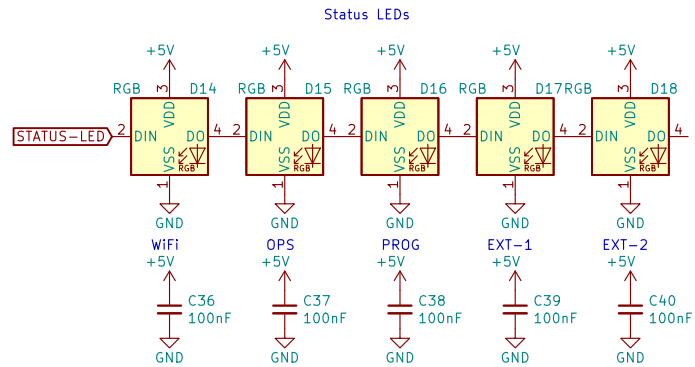 Status LEDs
+5V +5V +5V +5V +5V
RGB D14 RGB D15 RGB D16 RGB D17 RGB D18
3 3 3 3 3
VDD VDD VDD VDD VDD
STATUS-LED 2 DIN DO 4 2 DIN DO 4 2 DIN DO 4 2 DIN DO 4 2 DIN DO 4
VSS RGB VSS RGB VSS RGB VSS RGB VSS RGB
1 1 1 1 1
GND GND GND GND GND
WiFi OPS PROG EXT-1 EXT-2
+5V +5V +5V +5V +5V
C36 C37 C38 C39 C40
100nF 100nF 100nF 100nF 100nF
GND GND GND GND GND